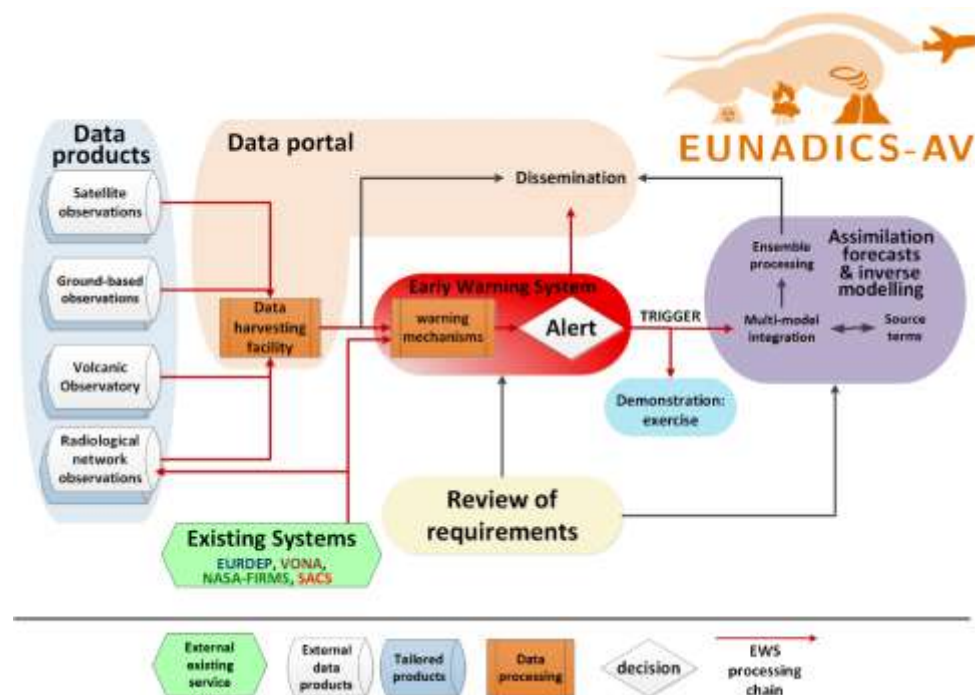 EUNADICS-AV
Data
products
Data portal
Satellite
observations
Dissemination
Ground-based
observations
Ensemble
processing
Assimilation
forecasts
& inverse
modelling
Early Warning System
Data
harvesting
facility
warning
mechanisms
Alert
TRIGGER
Multi-model
integration
Source
terms
Volcanic
Observatory
Demonstration:
exercise
Radiological
network
observations
Review of
requirements
Existing Systems
EURDEP, VONA,
NASA-FIRMS, SACS
External
existing
service
External
data
products
Tailored
products
Data
processing
decision
EWS
processing
chain